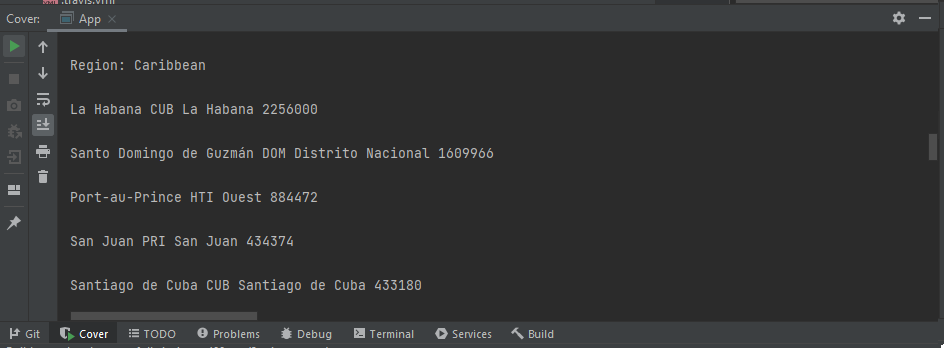 .travis.yml
Cover: App
Region: Caribbean
La Habana CUB La Habana 2256000
Santo Domingo de Guzmán DOM Distrito Nacional 1609966
Port-au-Prince HTI Ouest 884472
San Juan PRI San Juan 434374
Santiago de Cuba CUB Santiago de Cuba 433180
Git Cover TODO Problems Debug Terminal Services Build